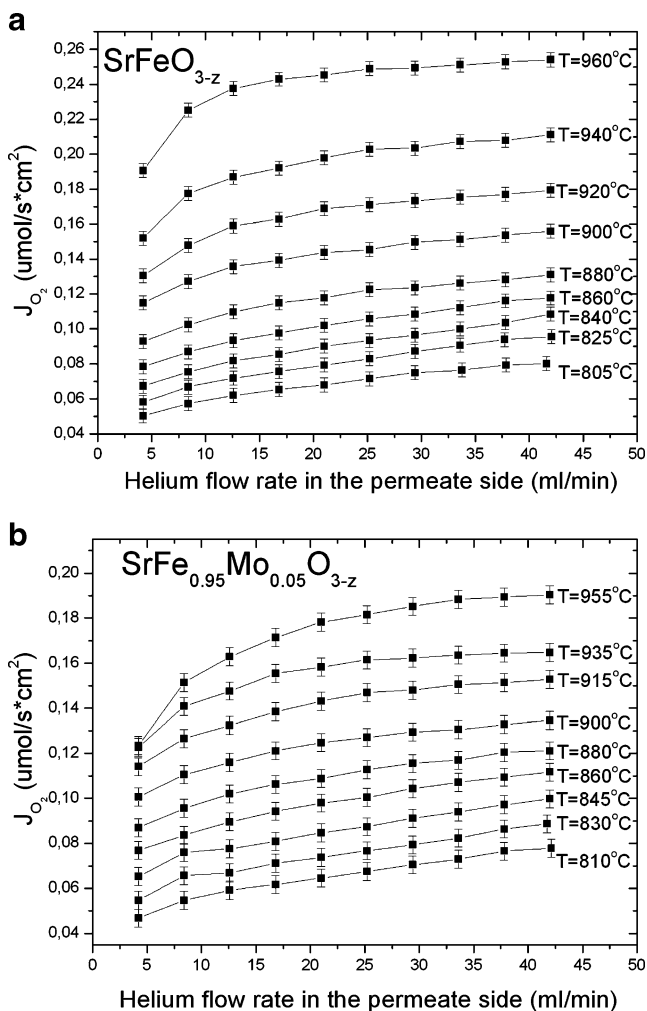 a
SrFeO3-z
0,26
0,24
0,22
0,20
0,18
0,16
0,14
0,12
0,10
0,08
0,06
0,04
JO2 (umol/s*cm2)
T=960°C
T=940°C
T=920°C
T=900°C
T=880°C
T=860°C
T=840°C
T=825°C
T=805°C
0 5 10 15 20 25 30 35 40 45 50
Helium flow rate in the permeate side (ml/min)
b
SrFe0.95Mo0.05O3-z
0,20
0,18
0,16
0,14
0,12
0,10
0,08
0,06
0,04
JO2 (umol/s*cm2)
T=955°C
T=935°C
T=915°C
T=900°C
T=880°C
T=860°C
T=845°C
T=830°C
T=810°C
0 5 10 15 20 25 30 35 40 45 50
Helium flow rate in the permeate side (ml/min)